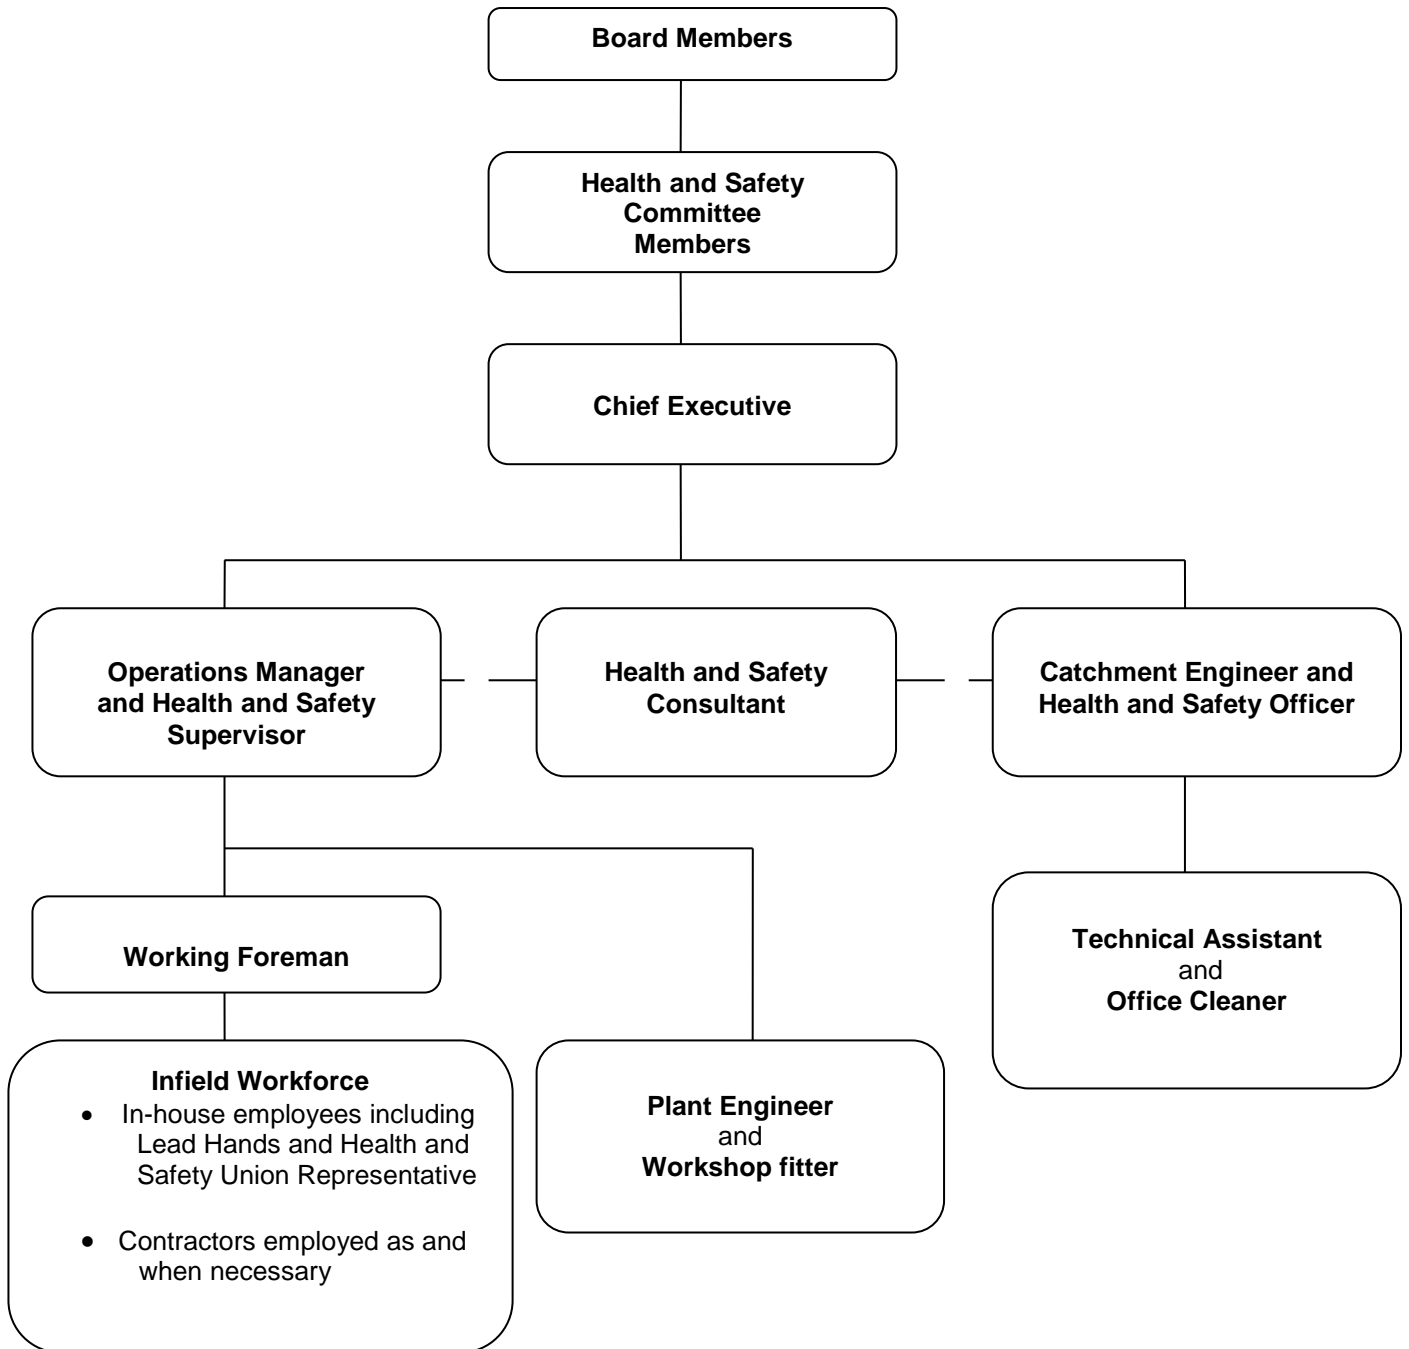 Board Members
Health and Safety
Committee
Members
Chief Executive
Operations Manager
and Health and Safety
Supervisor
Health and Safety
Consultant
Catchment Engineer and
Health and Safety Officer
Working Foreman
Technical Assistant
and
Office Cleaner
Infield Workforce
• In-house employees including
Lead Hands and Health and
Safety Union Representative
• Contractors employed as and
when necessary
Plant Engineer
and
Workshop fitter